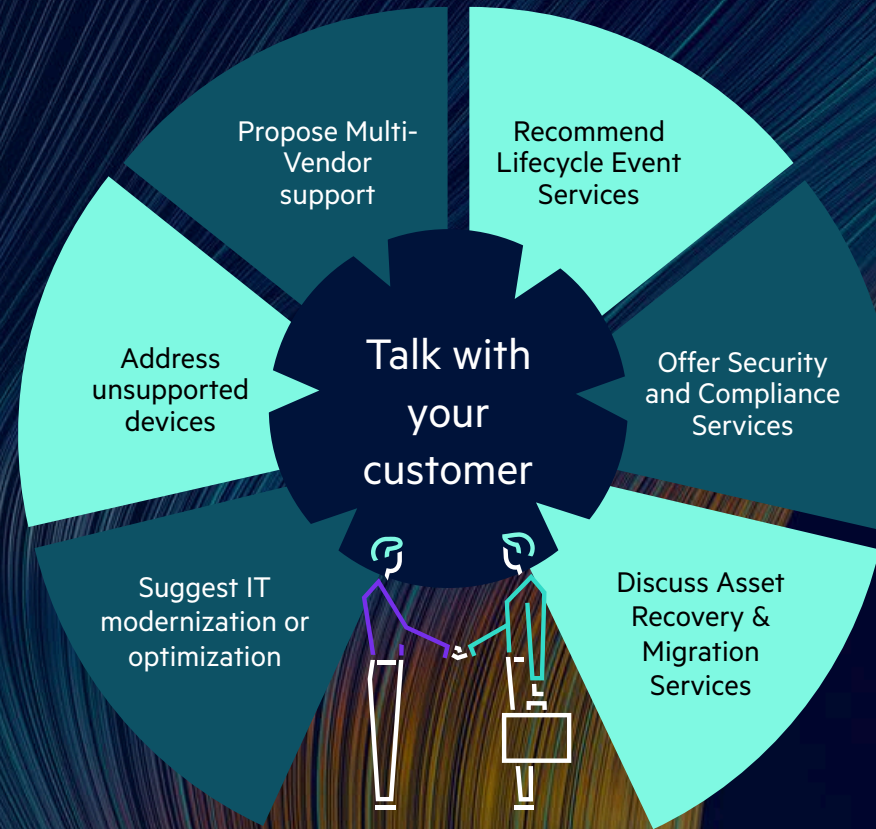 Propose Multi-
Vendor
support
Recommend
Lifecycle Event
Services
Address
unsupported
devices
Talk with
your
customer
Offer Security
and Compliance
Services
Suggest IT
modernization or
optimization
Discuss Asset
Recovery &
Migration
Services